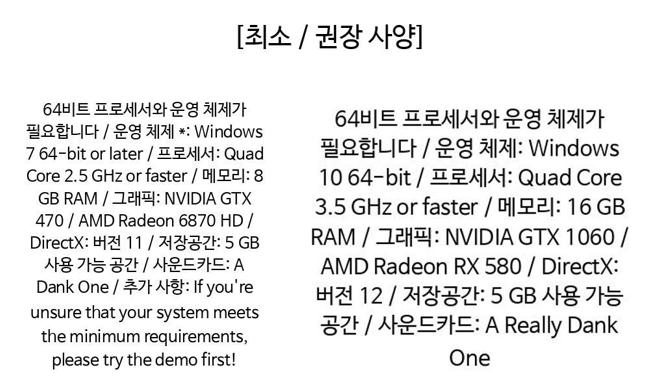 [최소 / 권장 사양]
64비트 프로세서와 운영 체제가
필요합니다 / 운영 체제 *: Windows
7 64-bit or later / 프로세서: Quad
Core 2.5 GHz or faster / 메모리: 8
GB RAM / 그래픽: NVIDIA GTX
470 / AMD Radeon 6870 HD /
DirectX: 버전 11 / 저장공간: 5 GB
사용 가능 공간 / 사운드카드: A
Dank One / 추가 사항: If you're
unsure that your system meets
the minimum requirements,
please try the demo first!
64비트 프로세서와 운영 체제가
필요합니다 / 운영 체제: Windows
10 64-bit / 프로세서: Quad Core
3.5 GHz or faster / 메모리: 16 GB
RAM / 그래픽: NVIDIA GTX 1060 /
AMD Radeon RX 580 / DirectX:
버전 12 / 저장공간: 5 GB 사용 가능
공간 / 사운드카드: A Really Dank
One